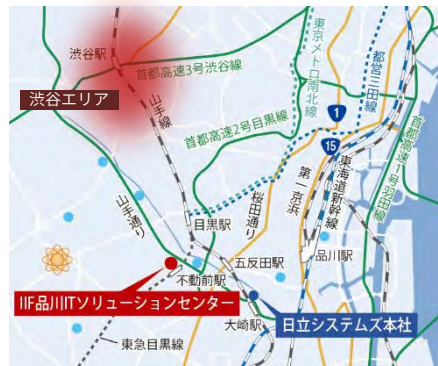 渋谷駅
首都高速3号渋谷線
東京メトロ南北線
都営三田線
渋谷エリア
山手線
1
首都高速2号目黒線
15
首都高速1号羽田線
東海道新幹線
第一京浜
山手通り
桜田通り
目黒駅
品川駅
五反田駅
不動前駅
IIF品川ITソリューションセンター
日立システムズ本社
大崎駅
東急目黒線